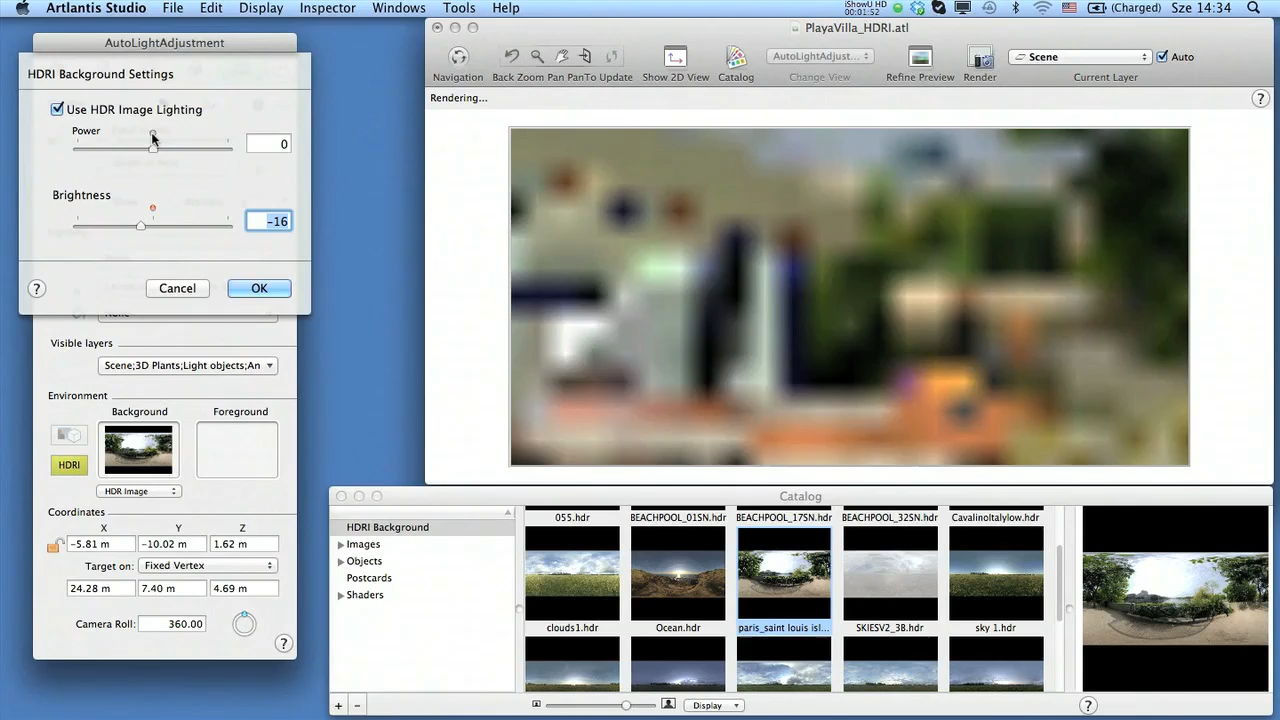 Artlantis Studio File Edit Display Inspector Windows Tools Help
iShowU HD
00:01:52
(Charged) Sze 14:34
AutoLightAdjustment
HDRI Background Settings
Use HDR Image Lighting
Power
0
Brightness
-16
? Cancel OK
Visible layers
Scene;3D Plants;Light objects;An
Environment
Background Foreground
HDRI
HDR Image
Coordinates
X Y Z
-5.81 m -10.02 m 1.62 m
Target on: Fixed Vertex
24.28 m 7.40 m 4.69 m
Camera Roll: 360.00
?
PlayaVilla_HDRI.atl
AutoLightAdjust... Scene Auto
Navigation Back Zoom Pan PanTo Update Show 2D View Catalog Change View Refine Preview Render Current Layer
Rendering... ?
Catalog
HDRI Background
Images
Objects
Postcards
Shaders
055.hdr BEACHPOOL_01SN.hdr BEACHPOOL_17SN.hdr BEACHPOOL_32SN.hdr CavalinoItalylow.hdr
clouds1.hdr Ocean.hdr paris_saint louis isl... SKIESV2_3B.hdr sky 1.hdr
+ - Display ?